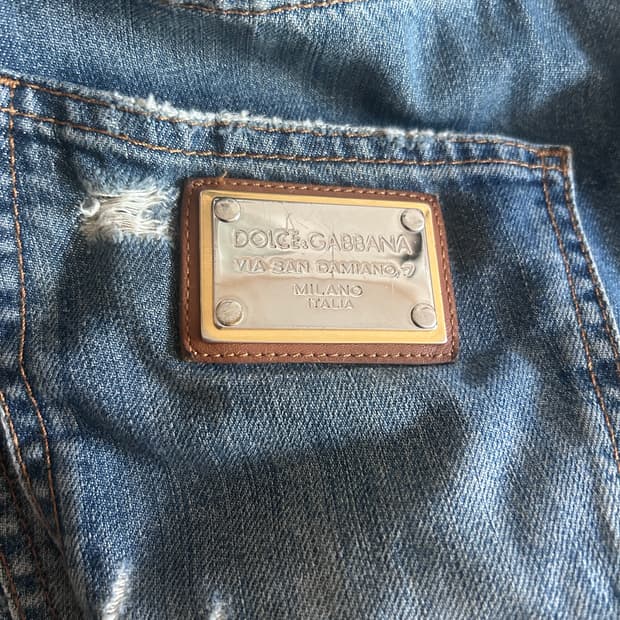 DOLCE&GABBANA
VIA SAN DAMIANO,7
MILANO
ITALIA